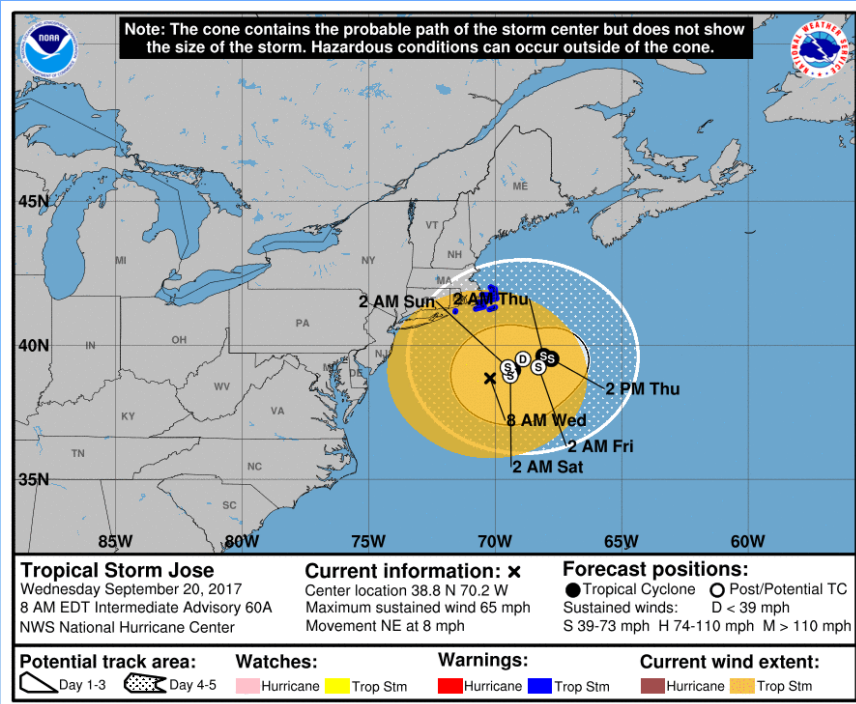 Note: The cone contains the probable path of the storm center but does not show
the size of the storm. Hazardous conditions can occur outside of the cone.
NOAA
NATIONAL WEATHER SERVICE
ME
45N
VT
NH
MI
NY
MA
2 AM Sun
2 AM Thu
PA
40N
IN
OH
NJ
DE
WV
2 PM Thu
KY
VA
8 AM Wed
2 AM Fri
TN
NC
2 AM Sat
35N
SC
85W
80W
75W
70W
65W
60W
D
S
S
S
S
S
Tropical Storm Jose
Wednesday September 20, 2017
8 AM EDT Intermediate Advisory 60A
NWS National Hurricane Center
Current information: x
Center location 38.8 N 70.2 W
Maximum sustained wind 65 mph
Movement NE at 8 mph
Forecast positions:
Tropical Cyclone Post/Potential TC
Sustained winds: D < 39 mph
S 39-73 mph H 74-110 mph M > 110 mph
Potential track area:
Day 1-3 Day 4-5
Watches:
Hurricane Trop Stm
Warnings:
Hurricane Trop Stm
Current wind extent:
Hurricane Trop Stm